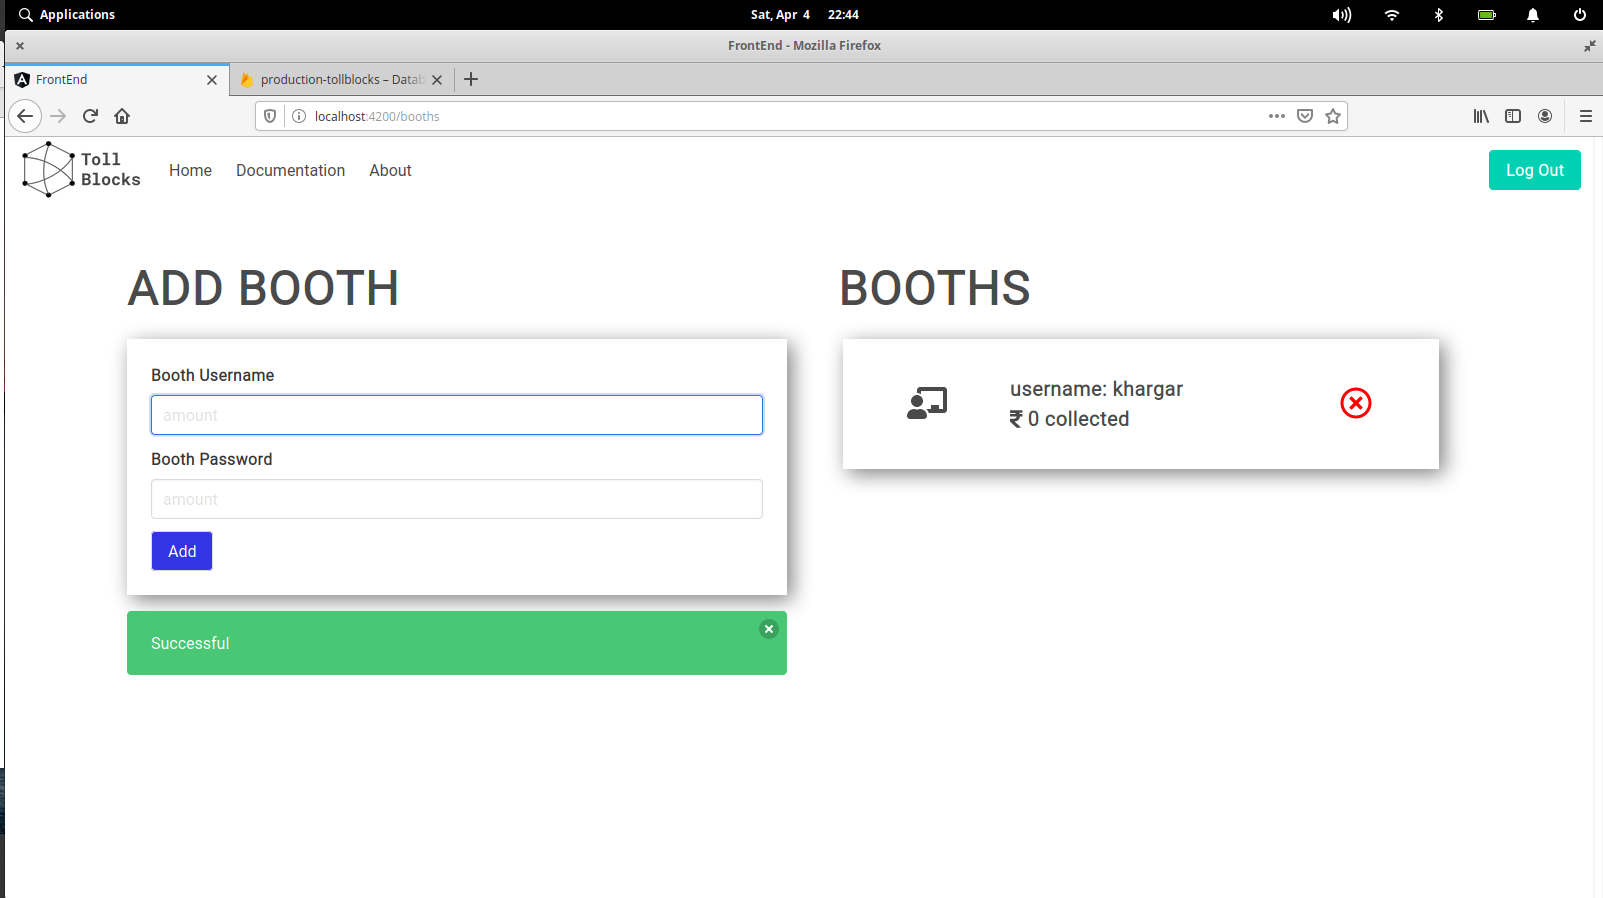 Applications
Sat, Apr 4 22:44
FrontEnd - Mozilla Firefox
FrontEnd
production-tollblocks – Datab
localhost:4200/booths
Toll
Blocks
Home
Documentation
About
Log Out
ADD BOOTH
Booth Username
amount
Booth Password
amount
Add
Successful
BOOTHS
username: khargar
₹ 0 collected